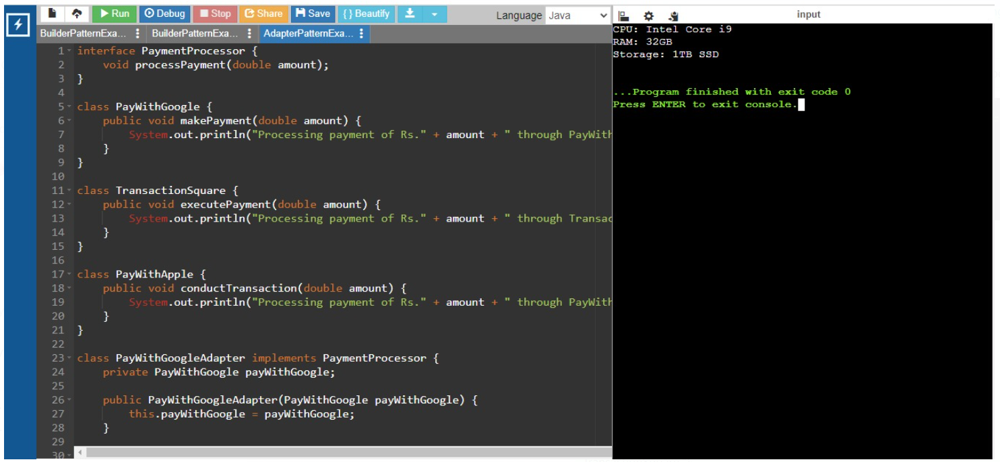 Run Debug Stop Share Save {} Beautify Language Java
BuilderPatternExa... BuilderPatternExa... AdapterPatternExa...
1 interface PaymentProcessor {
2     void processPayment(double amount);
3 }
4
5 class PayWithGoogle {
6     public void makePayment(double amount) {
7         System.out.println("Processing payment of Rs." + amount + " through PayWith
8     }
9 }
10
11 class TransactionSquare {
12     public void executePayment(double amount) {
13         System.out.println("Processing payment of Rs." + amount + " through Transac
14     }
15 }
16
17 class PayWithApple {
18     public void conductTransaction(double amount) {
19         System.out.println("Processing payment of Rs." + amount + " through PayWith
20     }
21 }
22
23 class PayWithGoogleAdapter implements PaymentProcessor {
24     private PayWithGoogle payWithGoogle;
25
26     public PayWithGoogleAdapter(PayWithGoogle payWithGoogle) {
27         this.payWithGoogle = payWithGoogle;
28     }
29
30
input
CPU: Intel Core i9
RAM: 32GB
Storage: 1TB SSD
...Program finished with exit code 0
Press ENTER to exit console.